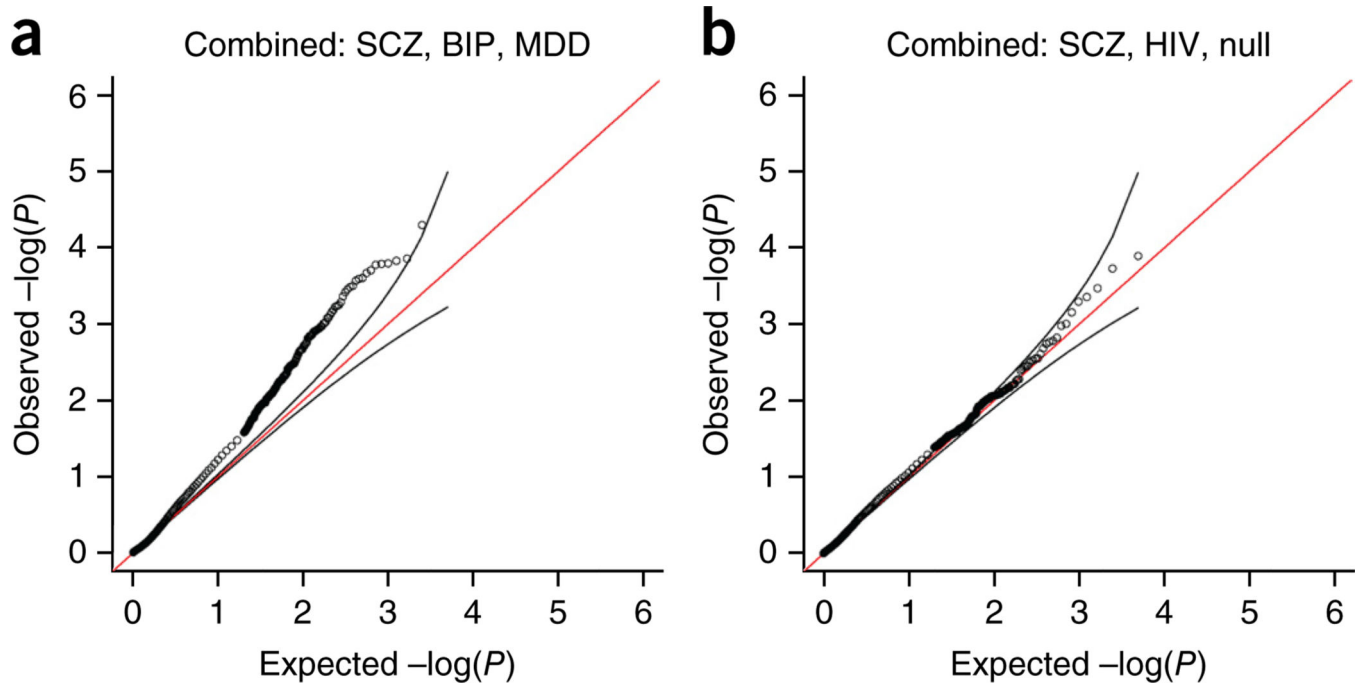 a
Combined: SCZ, BIP, MDD
6
5
4
3
2
1
0
Observed –log(P)
0 1 2 3 4 5 6
Expected –log(P)
b
Combined: SCZ, HIV, null
6
5
4
3
2
1
0
Observed –log(P)
0 1 2 3 4 5 6
Expected –log(P)